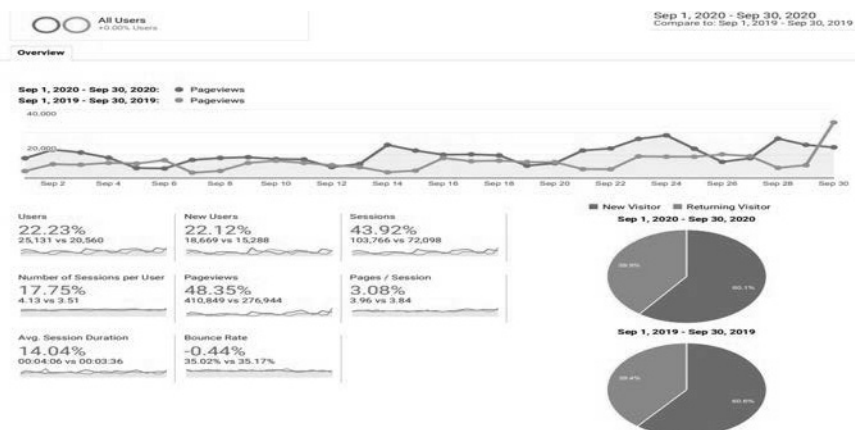 All Users
+0.00% Users
Sep 1, 2020 - Sep 30, 2020
Compare to: Sep 1, 2019 - Sep 30, 2019
Overview
Sep 1, 2020 - Sep 30, 2020: Pageviews
Sep 1, 2019 - Sep 30, 2019: Pageviews
40,000
20,000
Sep 2 Sep 4 Sep 6 Sep 8 Sep 10 Sep 12 Sep 14 Sep 16 Sep 18 Sep 20 Sep 22 Sep 24 Sep 26 Sep 28 Sep 30
Users
22.23%
25,131 vs 20,560
New Users
22.12%
18,669 vs 15,288
Sessions
43.92%
103,766 vs 72,098
Number of Sessions per User
17.75%
4.13 vs 3.51
Pageviews
48.35%
410,849 vs 276,944
Pages / Session
3.08%
3.96 vs 3.84
Avg. Session Duration
14.04%
00:04:06 vs 00:03:36
Bounce Rate
-0.44%
35.02% vs 35.17%
New Visitor Returning Visitor
Sep 1, 2020 - Sep 30, 2020
39.9%
60.1%
Sep 1, 2019 - Sep 30, 2019
39.4%
60.6%